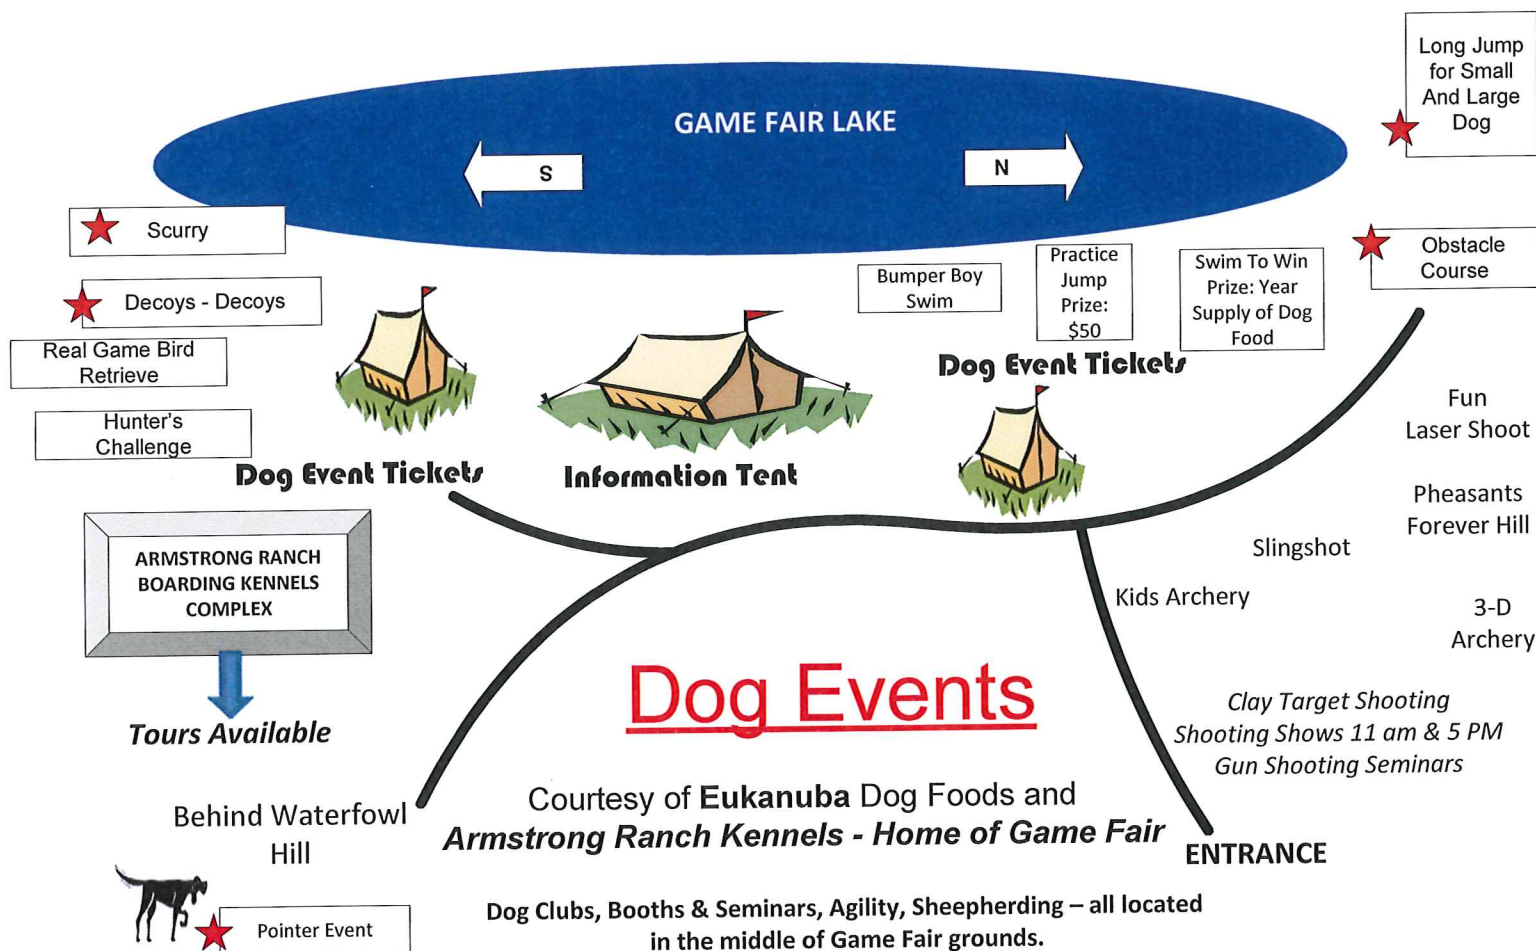 Long Jump
for Small
And Large
Dog
GAME FAIR LAKE
S
N
Scurry
Obstacle
Course
Decoys - Decoys
Bumper Boy
Swim
Practice
Jump
Prize:
$50
Swim To Win
Prize: Year
Supply of Dog
Food
Real Game Bird
Retrieve
Hunter's
Challenge
Dog Event Tickets
Information Tent
Dog Event Tickets
Fun
Laser Shoot
Pheasants
Forever Hill
Slingshot
Kids Archery
3-D
Archery
ARMSTRONG RANCH
BOARDING KENNELS
COMPLEX
Tours Available
Dog Events
Clay Target Shooting
Shooting Shows 11 am & 5 PM
Gun Shooting Seminars
Courtesy of Eukanuba Dog Foods and
Armstrong Ranch Kennels - Home of Game Fair
ENTRANCE
Behind Waterfowl
Hill
Pointer Event
Dog Clubs, Booths & Seminars, Agility, Sheepherding – all located
in the middle of Game Fair grounds.